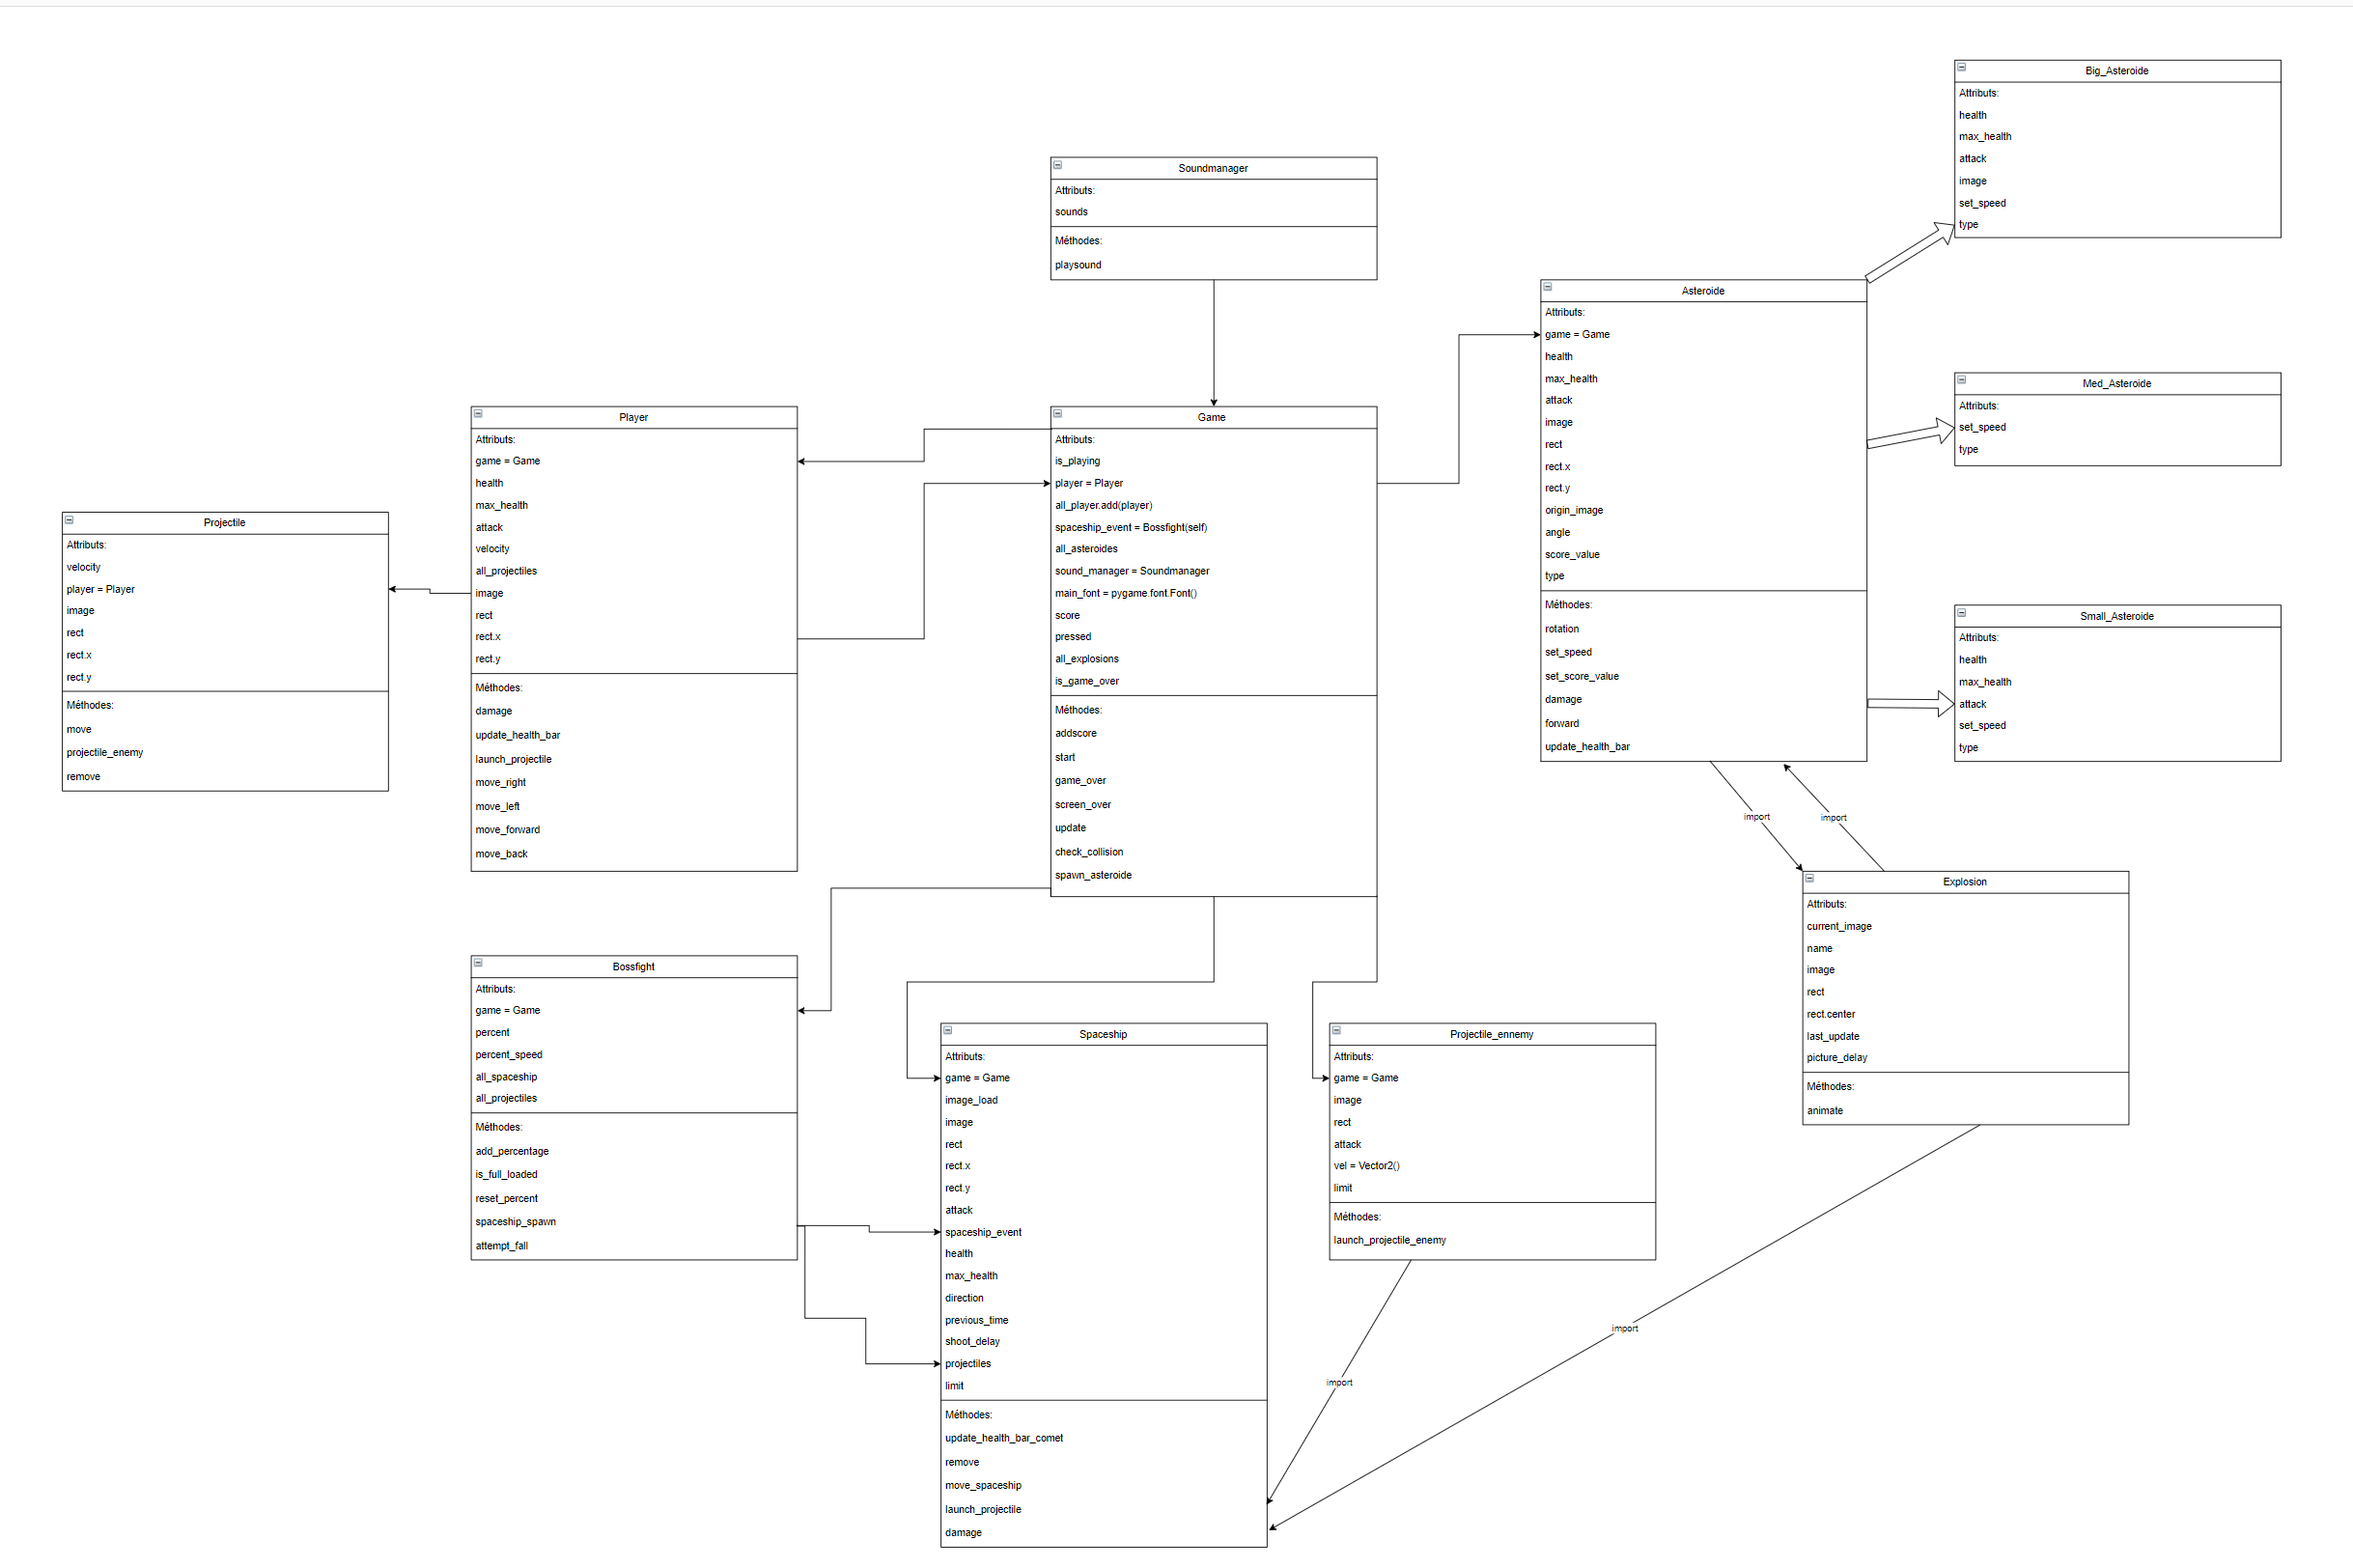 Big_Asteroide
Attributs:
health
max_health
attack
image
set_speed
type
Soundmanager
Attributs:
sounds
Méthodes:
playsound
Asteroide
Attributs:
game = Game
health
max_health
attack
image
rect
rect.x
rect.y
origin_image
angle
score_value
type
Méthodes:
rotation
set_speed
set_score_value
damage
forward
update_health_bar
Med_Asteroide
Attributs:
set_speed
type
Player
Attributs:
game = Game
health
max_health
attack
velocity
all_projectiles
image
rect
rect.x
rect.y
Méthodes:
damage
update_health_bar
launch_projectile
move_right
move_left
move_forward
move_back
Game
Attributs:
is_playing
player = Player
all_player.add(player)
spaceship_event = Bossfight(self)
all_asteroides
sound_manager = Soundmanager
main_font = pygame.font.Font()
score
pressed
all_explosions
is_game_over
Méthodes:
addscore
start
game_over
screen_over
update
check_collision
spawn_asteroide
Projectile
Attributs:
velocity
player = Player
image
rect
rect.x
rect.y
Méthodes:
move
projectile_enemy
remove
Small_Asteroide
Attributs:
health
max_health
attack
set_speed
type
import
import
Explosion
Attributs:
current_image
name
image
rect
rect.center
last_update
picture_delay
Méthodes:
animate
Bossfight
Attributs:
game = Game
percent
percent_speed
all_spaceship
all_projectiles
Méthodes:
add_percentage
is_full_loaded
reset_percent
spaceship_spawn
attempt_fall
Spaceship
Attributs:
game = Game
image_load
image
rect
rect.x
rect.y
attack
spaceship_event
health
max_health
direction
previous_time
shoot_delay
projectiles
limit
Méthodes:
update_health_bar_comet
remove
move_spaceship
launch_projectile
damage
Projectile_ennemy
Attributs:
game = Game
image
rect
attack
vel = Vector2()
limit
Méthodes:
launch_projectile_enemy
import
import